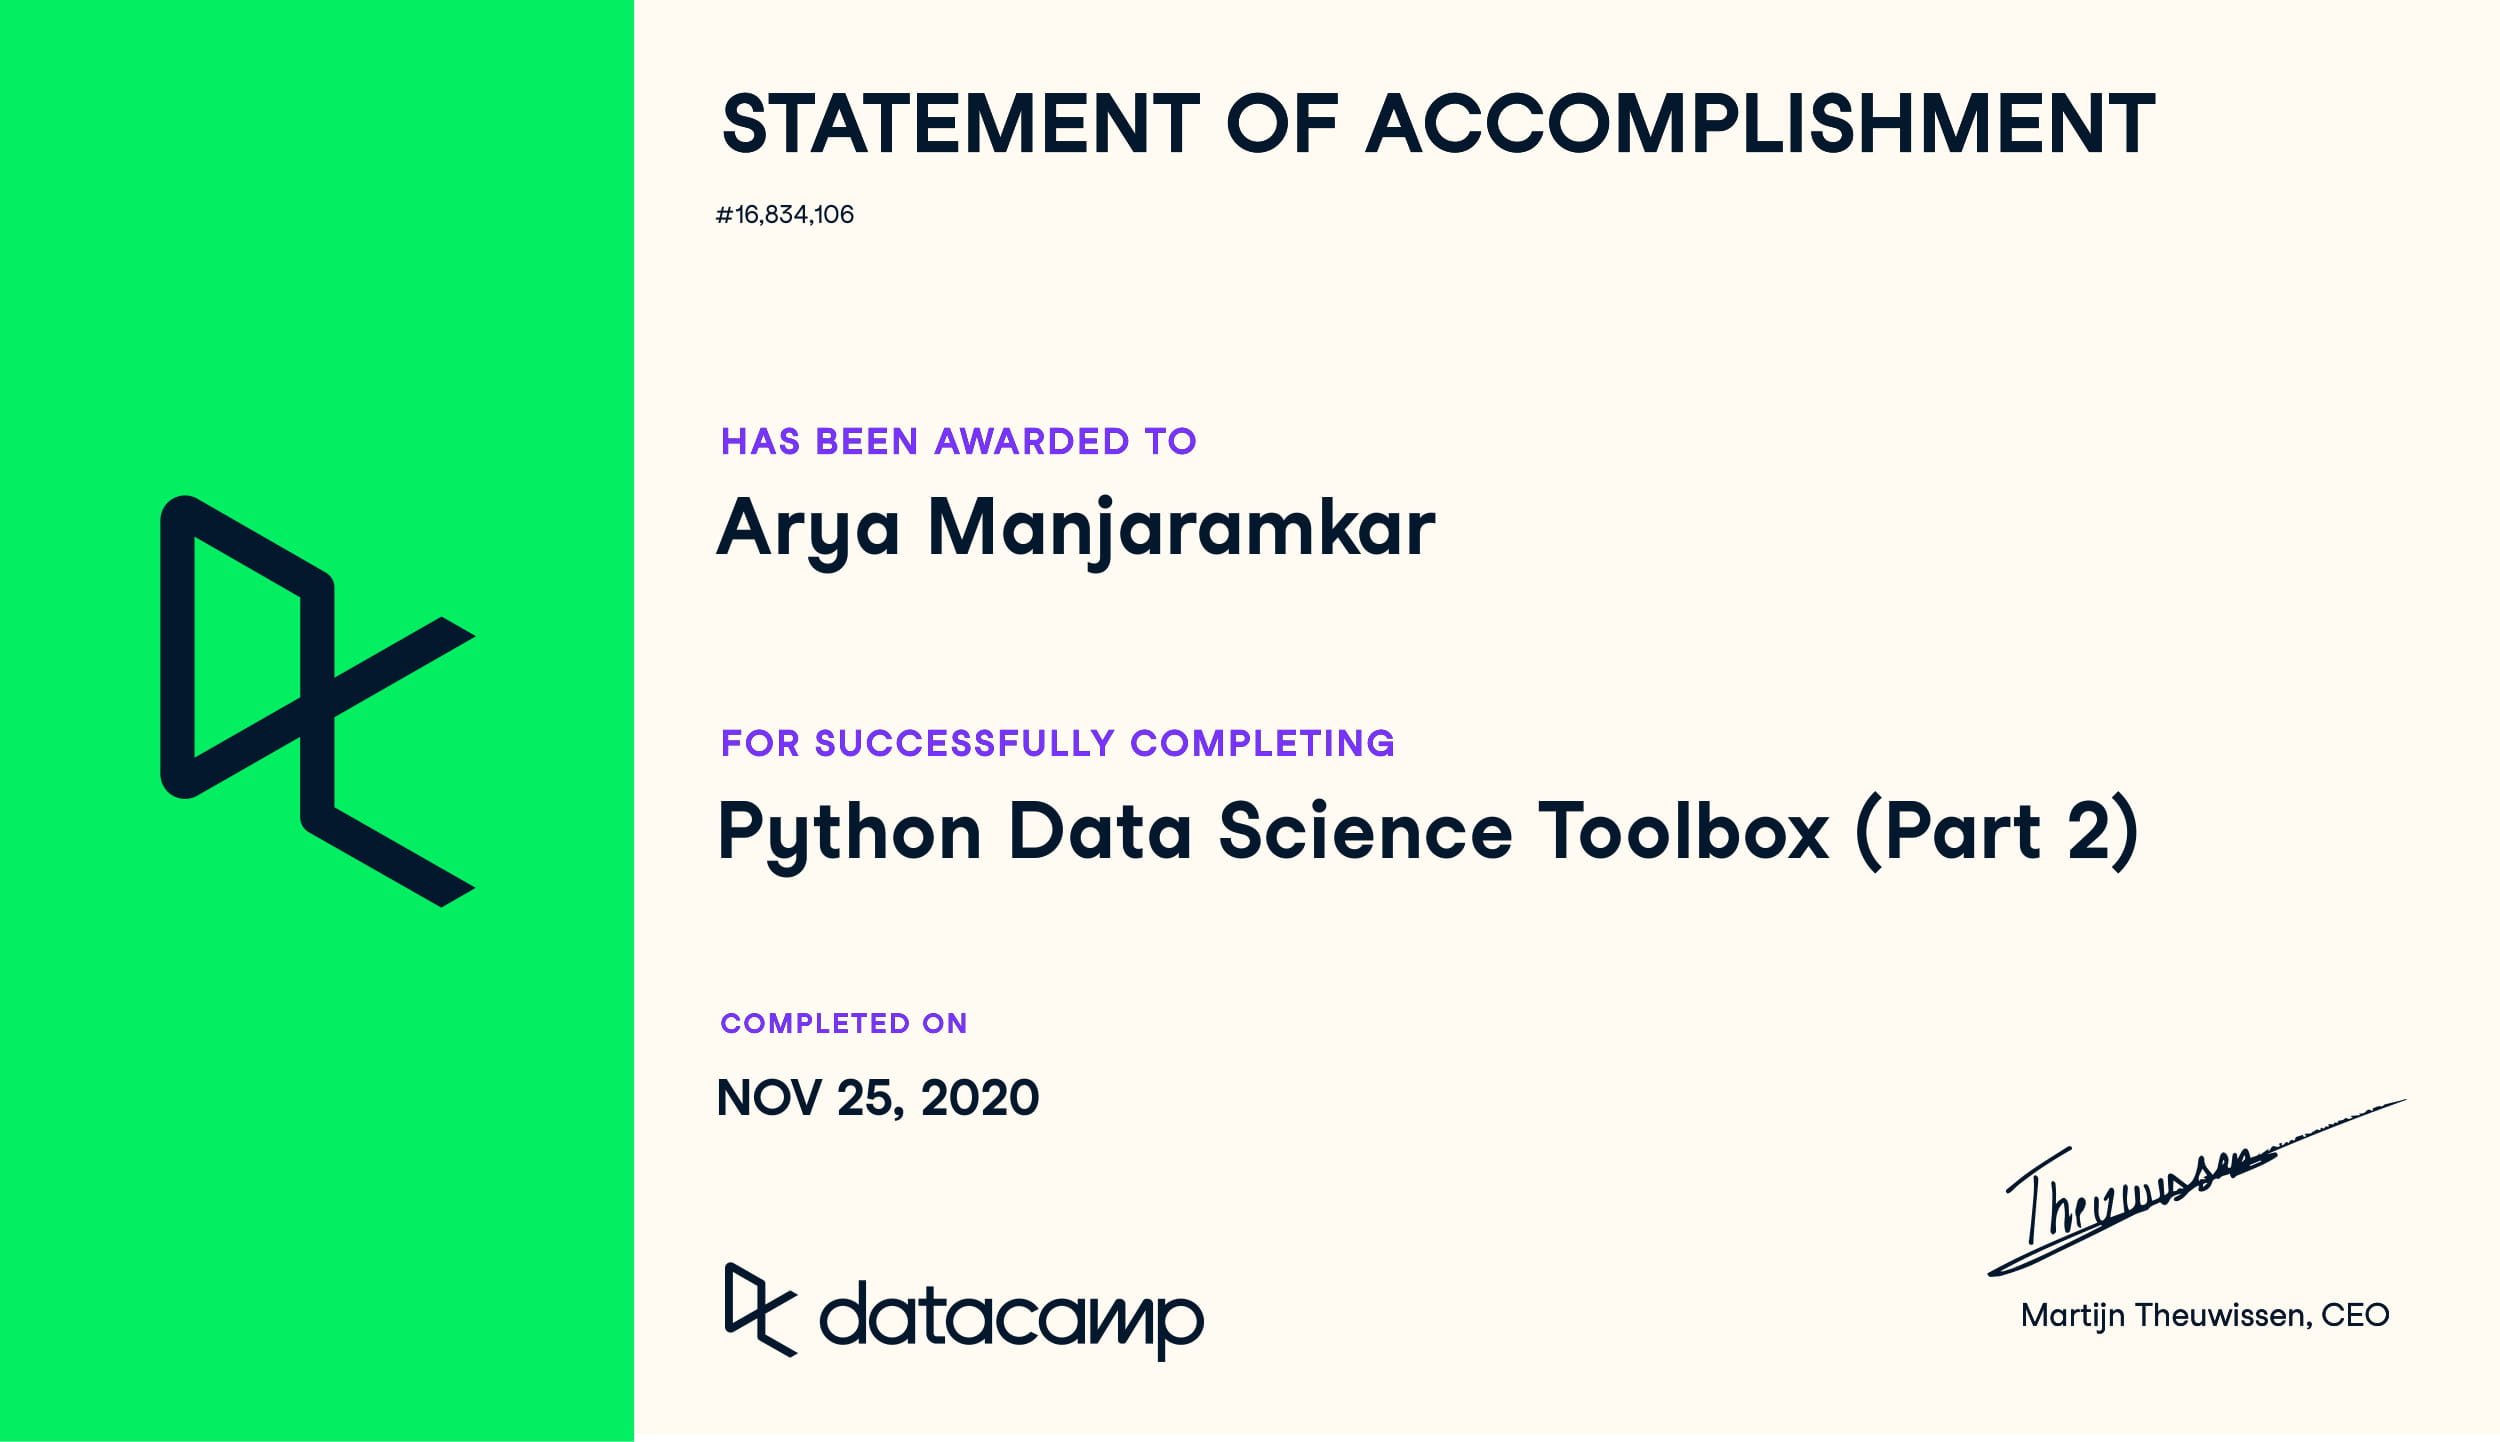 STATEMENT OF ACCOMPLISHMENT
#16,834,106
HAS BEEN AWARDED TO
Arya Manjaramkar
FOR SUCCESSFULLY COMPLETING
Python Data Science Toolbox (Part 2)
COMPLETED ON
NOV 25, 2020
Theuwissen
datacamp
Martijn Theuwissen, CEO